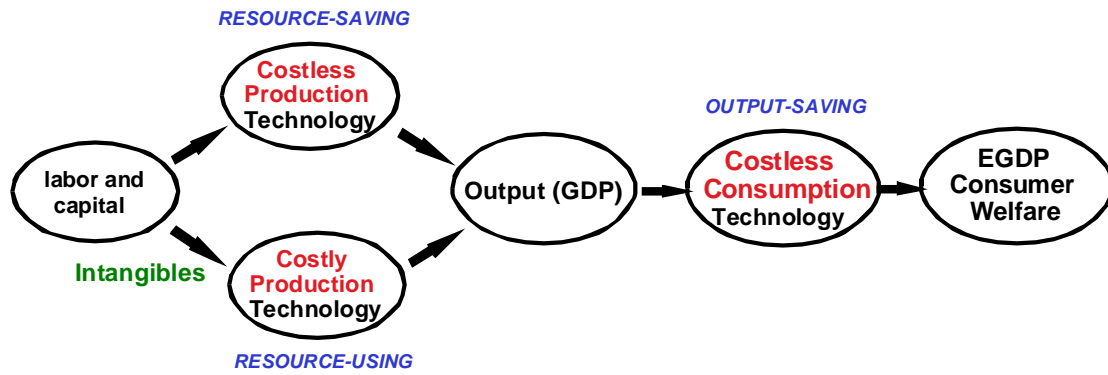 RESOURCE-SAVING
Costless
Production
Technology
OUTPUT-SAVING
labor and
capital
Output (GDP)
Costless
Consumption
Technology
EGDP
Consumer
Welfare
Intangibles
Costly
Production
Technology
RESOURCE-USING